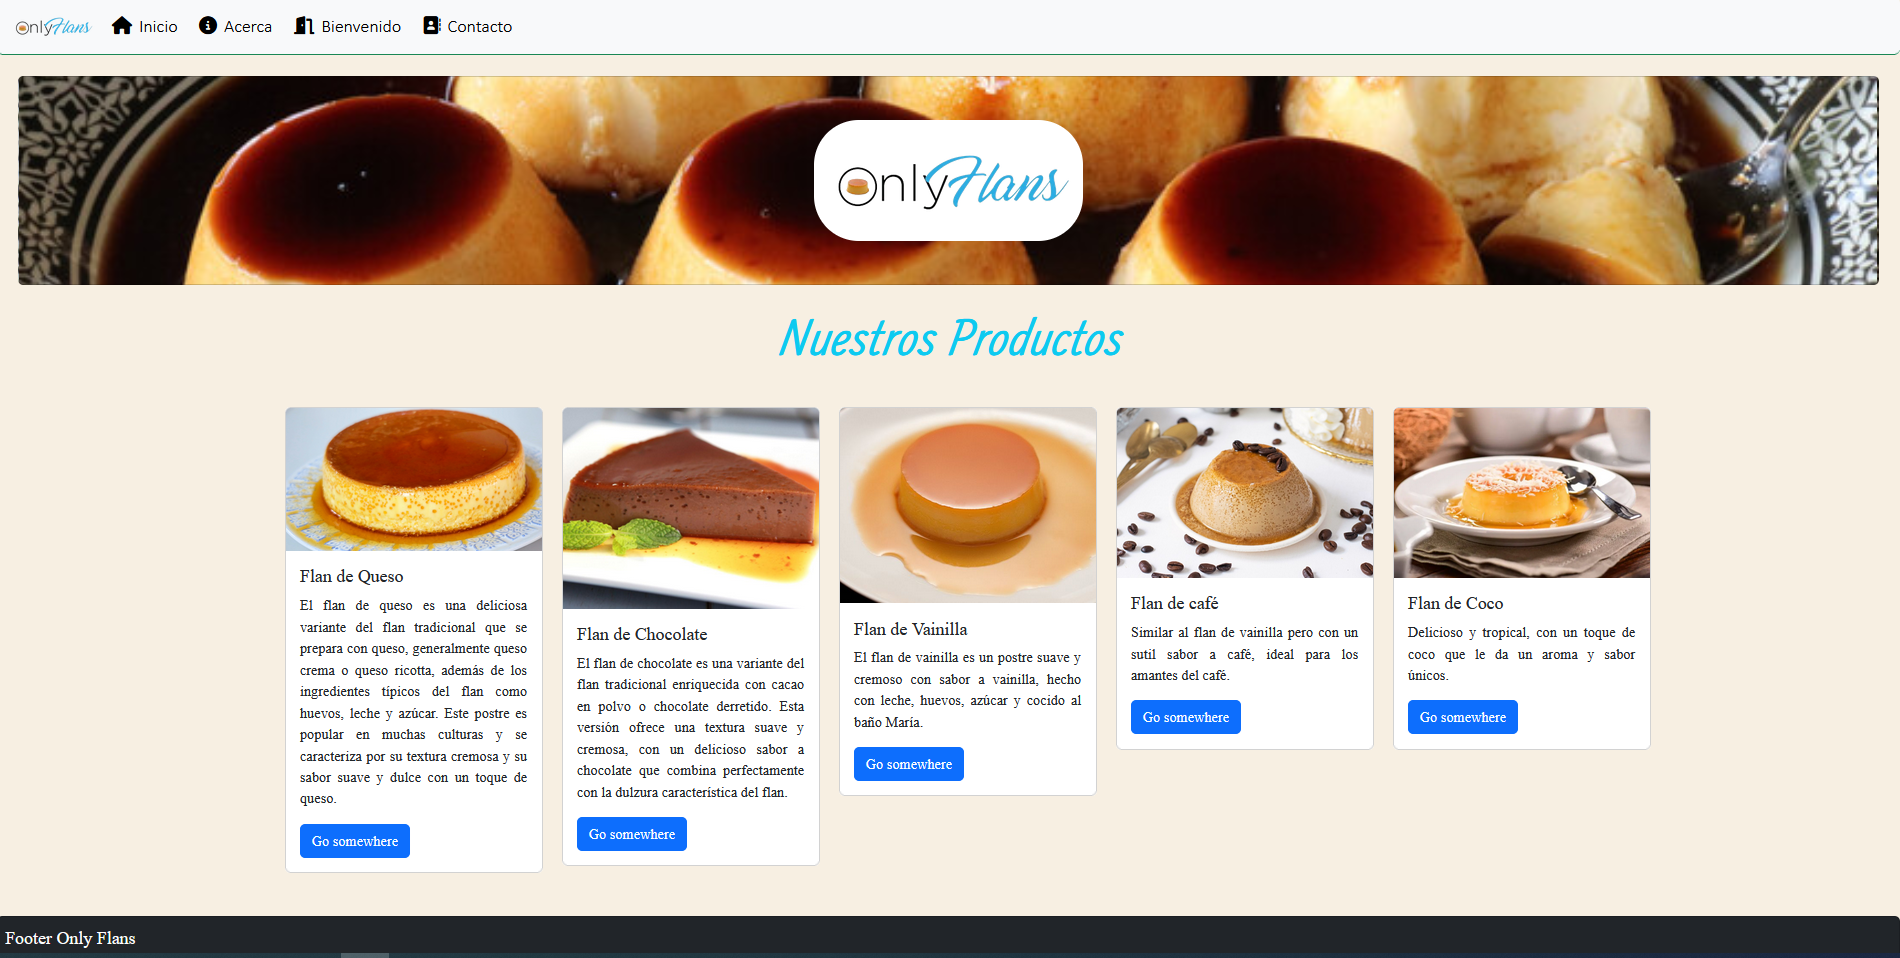 OnlyFlans Inicio Acerca Bienvenido Contacto
OnlyFlans
Nuestros Productos
Flan de Queso
El flan de queso es una deliciosa
variante del flan tradicional que se
prepara con queso, generalmente queso
crema o queso ricotta, además de los
ingredientes típicos del flan como
huevos, leche y azúcar. Este postre es
popular en muchas culturas y se
caracteriza por su textura cremosa y su
sabor suave y dulce con un toque de
queso.
Go somewhere
Flan de Chocolate
El flan de chocolate es una variante del
flan tradicional enriquecida con cacao
en polvo o chocolate derretido. Esta
versión ofrece una textura suave y
cremosa, con un delicioso sabor a
chocolate que combina perfectamente
con la dulzura característica del flan.
Go somewhere
Flan de Vainilla
El flan de vainilla es un postre suave y
cremoso con sabor a vainilla, hecho
con leche, huevos, azúcar y cocido al
baño María.
Go somewhere
Flan de café
Similar al flan de vainilla pero con un
sutil sabor a café, ideal para los
amantes del café.
Go somewhere
Flan de Coco
Delicioso y tropical, con un toque de
coco que le da un aroma y sabor
únicos.
Go somewhere
Footer Only Flans